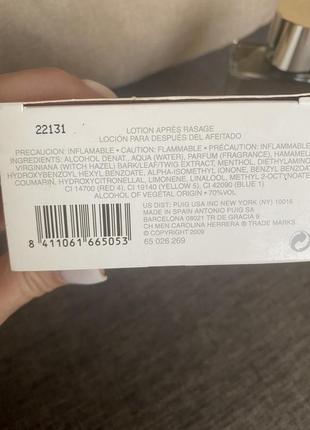 22131
LOTION APRÈS RASAGE
LOCIÓN PARA DESPUÉS DEL AFEITADO
PRECAUCION: INFLAMABLE • CAUTION: FLAMMABLE • PRÉCAUTION: INFLAMMABLE
INGREDIENTS: ALCOHOL DENAT., AQUA (WATER), PARFUM (FRAGRANCE), HAMAMELIS
VIRGINIANA (WITCH HAZEL) BARK/LEAF/TWIG EXTRACT, MENTHOL, DIETHYLAMINO
HYDROXYBENZOYL HEXYL BENZOATE, ALPHA-ISOMETHYL IONONE, BENZYL
COUMARIN, HYDROXYCITRONELLAL, LIMONENE, LINALOOL, METHYL 2-OCTYNOATE
CI 14700 (RED 4), CI 19140 (YELLOW 5), CI 42090 (BLUE 1)
ALCOHOL OF VEGETAL ORIGIN • 70%VOL
US DIST: PUIG USA INC NEW YORK (NY) 10016
MADE IN SPAIN ANTONIO PUIG SA
BARCELONA 08021 TR DE GRACIA 9
CH MEN CAROLINA HERRERA ® TRADE MARKS.
© COPYRIGHT 2009
65 026 269
8 411061 665053